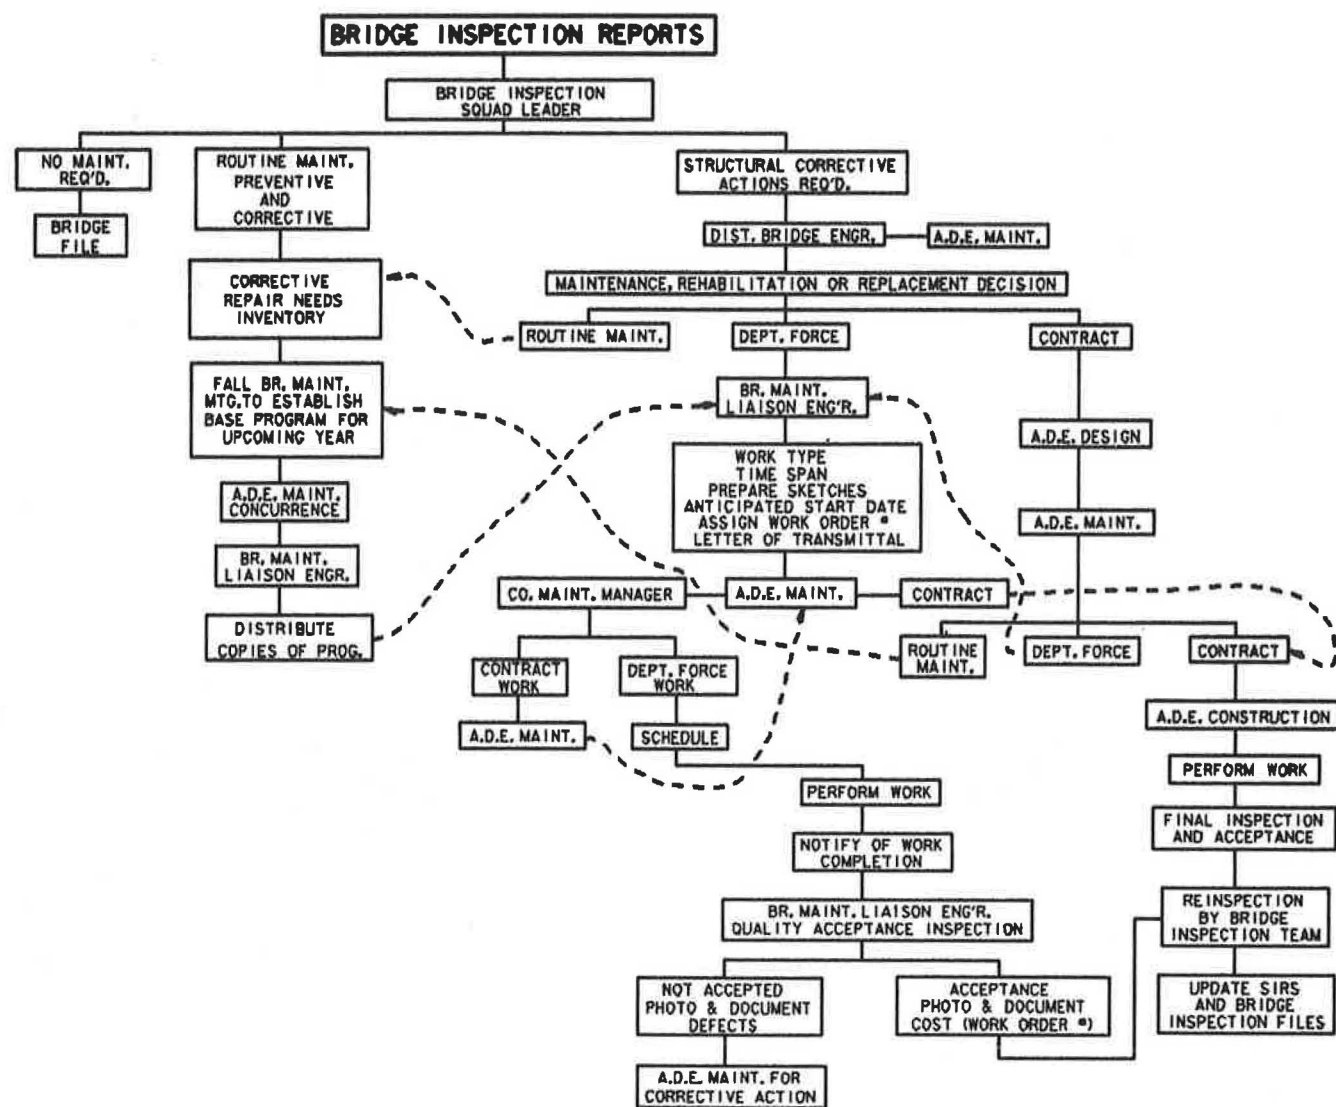 BRIDGE INSPECTION REPORTS
BRIDGE INSPECTION
SQUAD LEADER
NO MAINT.
REQ'D.
ROUTINE MAINT.
PREVENTIVE
AND
CORRECTIVE
STRUCTURAL CORRECTIVE
ACTIONS REQ'D.
BRIDGE
FILE
DIST. BRIDGE ENGR.
A.D.E. MAINT.
CORRECTIVE
REPAIR NEEDS
INVENTORY
MAINTENANCE, REHABILITATION OR REPLACEMENT DECISION
ROUTINE MAINT.
DEPT. FORCE
CONTRACT
FALL BR. MAINT.
MTG. TO ESTABLISH
BASE PROGRAM FOR
UPCOMING YEAR
BR. MAINT.
LIAISON ENG'R.
A.D.E. DESIGN
WORK TYPE
TIME SPAN
PREPARE SKETCHES
ANTICIPATED START DATE
ASSIGN WORK ORDER #
LETTER OF TRANSMITTAL
A.D.E. MAINT.
CONCURRENCE
A.D.E. MAINT.
BR. MAINT.
LIAISON ENGR.
CO. MAINT. MANAGER
A.D.E. MAINT.
CONTRACT
DISTRIBUTE
COPIES OF PROG.
ROUTINE
MAINT.
DEPT. FORCE
CONTRACT
CONTRACT
WORK
DEPT. FORCE
WORK
A.D.E. CONSTRUCTION
A.D.E. MAINT.
SCHEDULE
PERFORM WORK
PERFORM WORK
FINAL INSPECTION
AND ACCEPTANCE
NOTIFY OF WORK
COMPLETION
BR. MAINT. LIAISON ENG'R.
QUALITY ACCEPTANCE INSPECTION
REINSPECTION
BY BRIDGE
INSPECTION TEAM
NOT ACCEPTED
PHOTO & DOCUMENT
DEFECTS
ACCEPTANCE
PHOTO & DOCUMENT
COST (WORK ORDER #)
UPDATE SIRS
AND BRIDGE
INSPECTION FILES
A.D.E. MAINT. FOR
CORRECTIVE ACTION